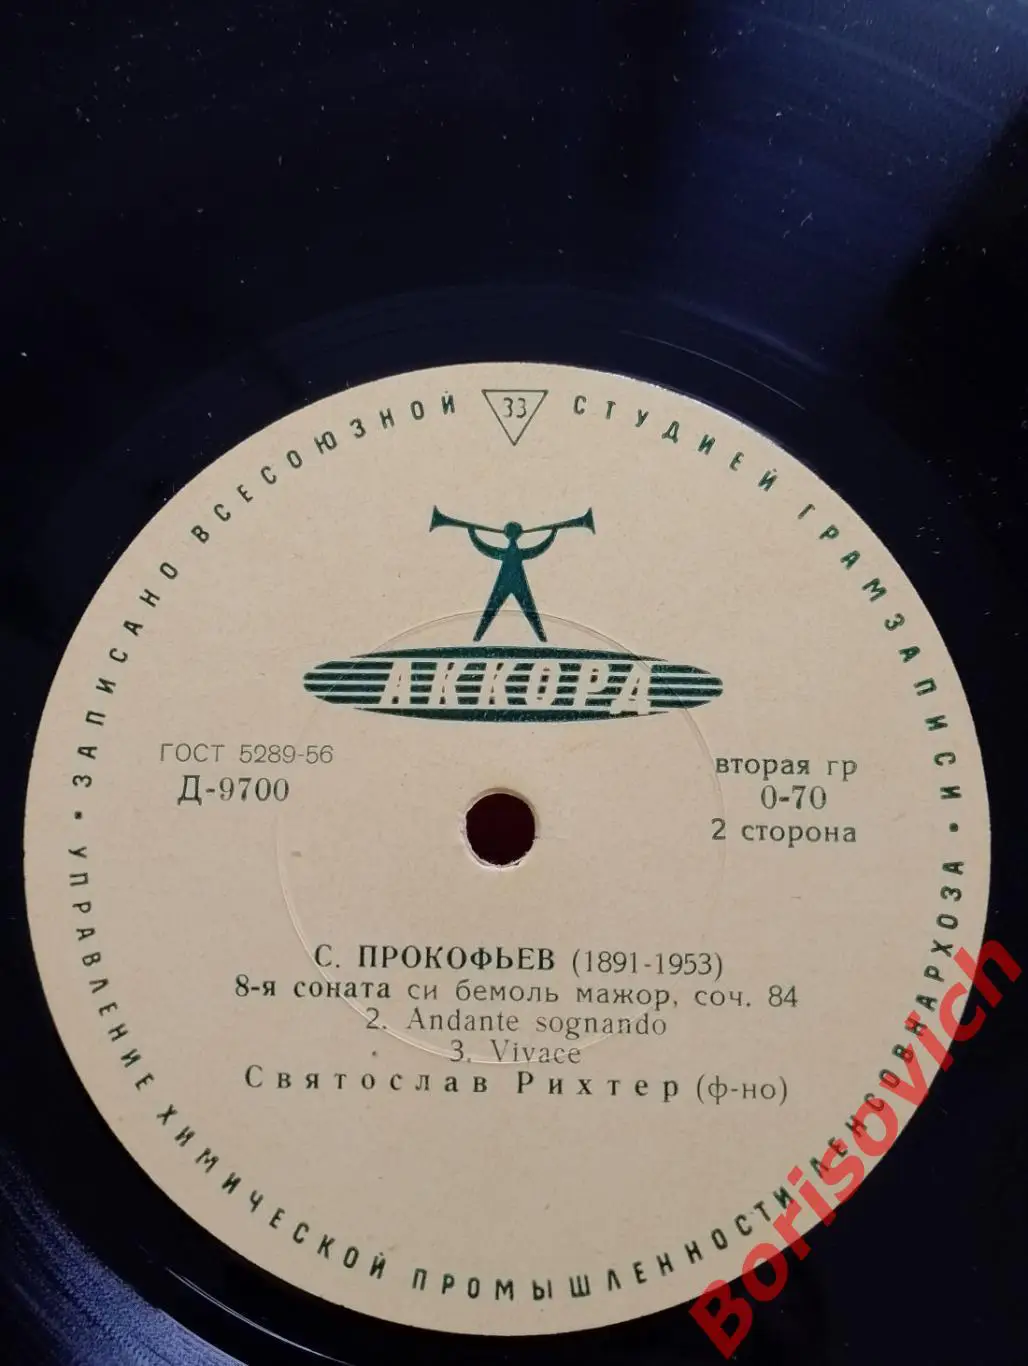 ЗАПИСАНО ВСЕСОЮЗНОЙ СТУДИЕЙ ГРАМЗАПИСИ
33
АККОРД
ГОСТ 5289-56
Д-9700
вторая гр
0-70
2 сторона
С. ПРОКОФЬЕВ (1891-1953)
8-я соната си бемоль мажор, соч. 84
2. Andante sognando
3. Vivace
Святослав Рихтер (ф-но)
УПРАВЛЕНИЕ ХИМИЧЕСКОЙ ПРОМЫШЛЕННОСТИ ЛЕНСОВНАРХОЗА
Borisovich